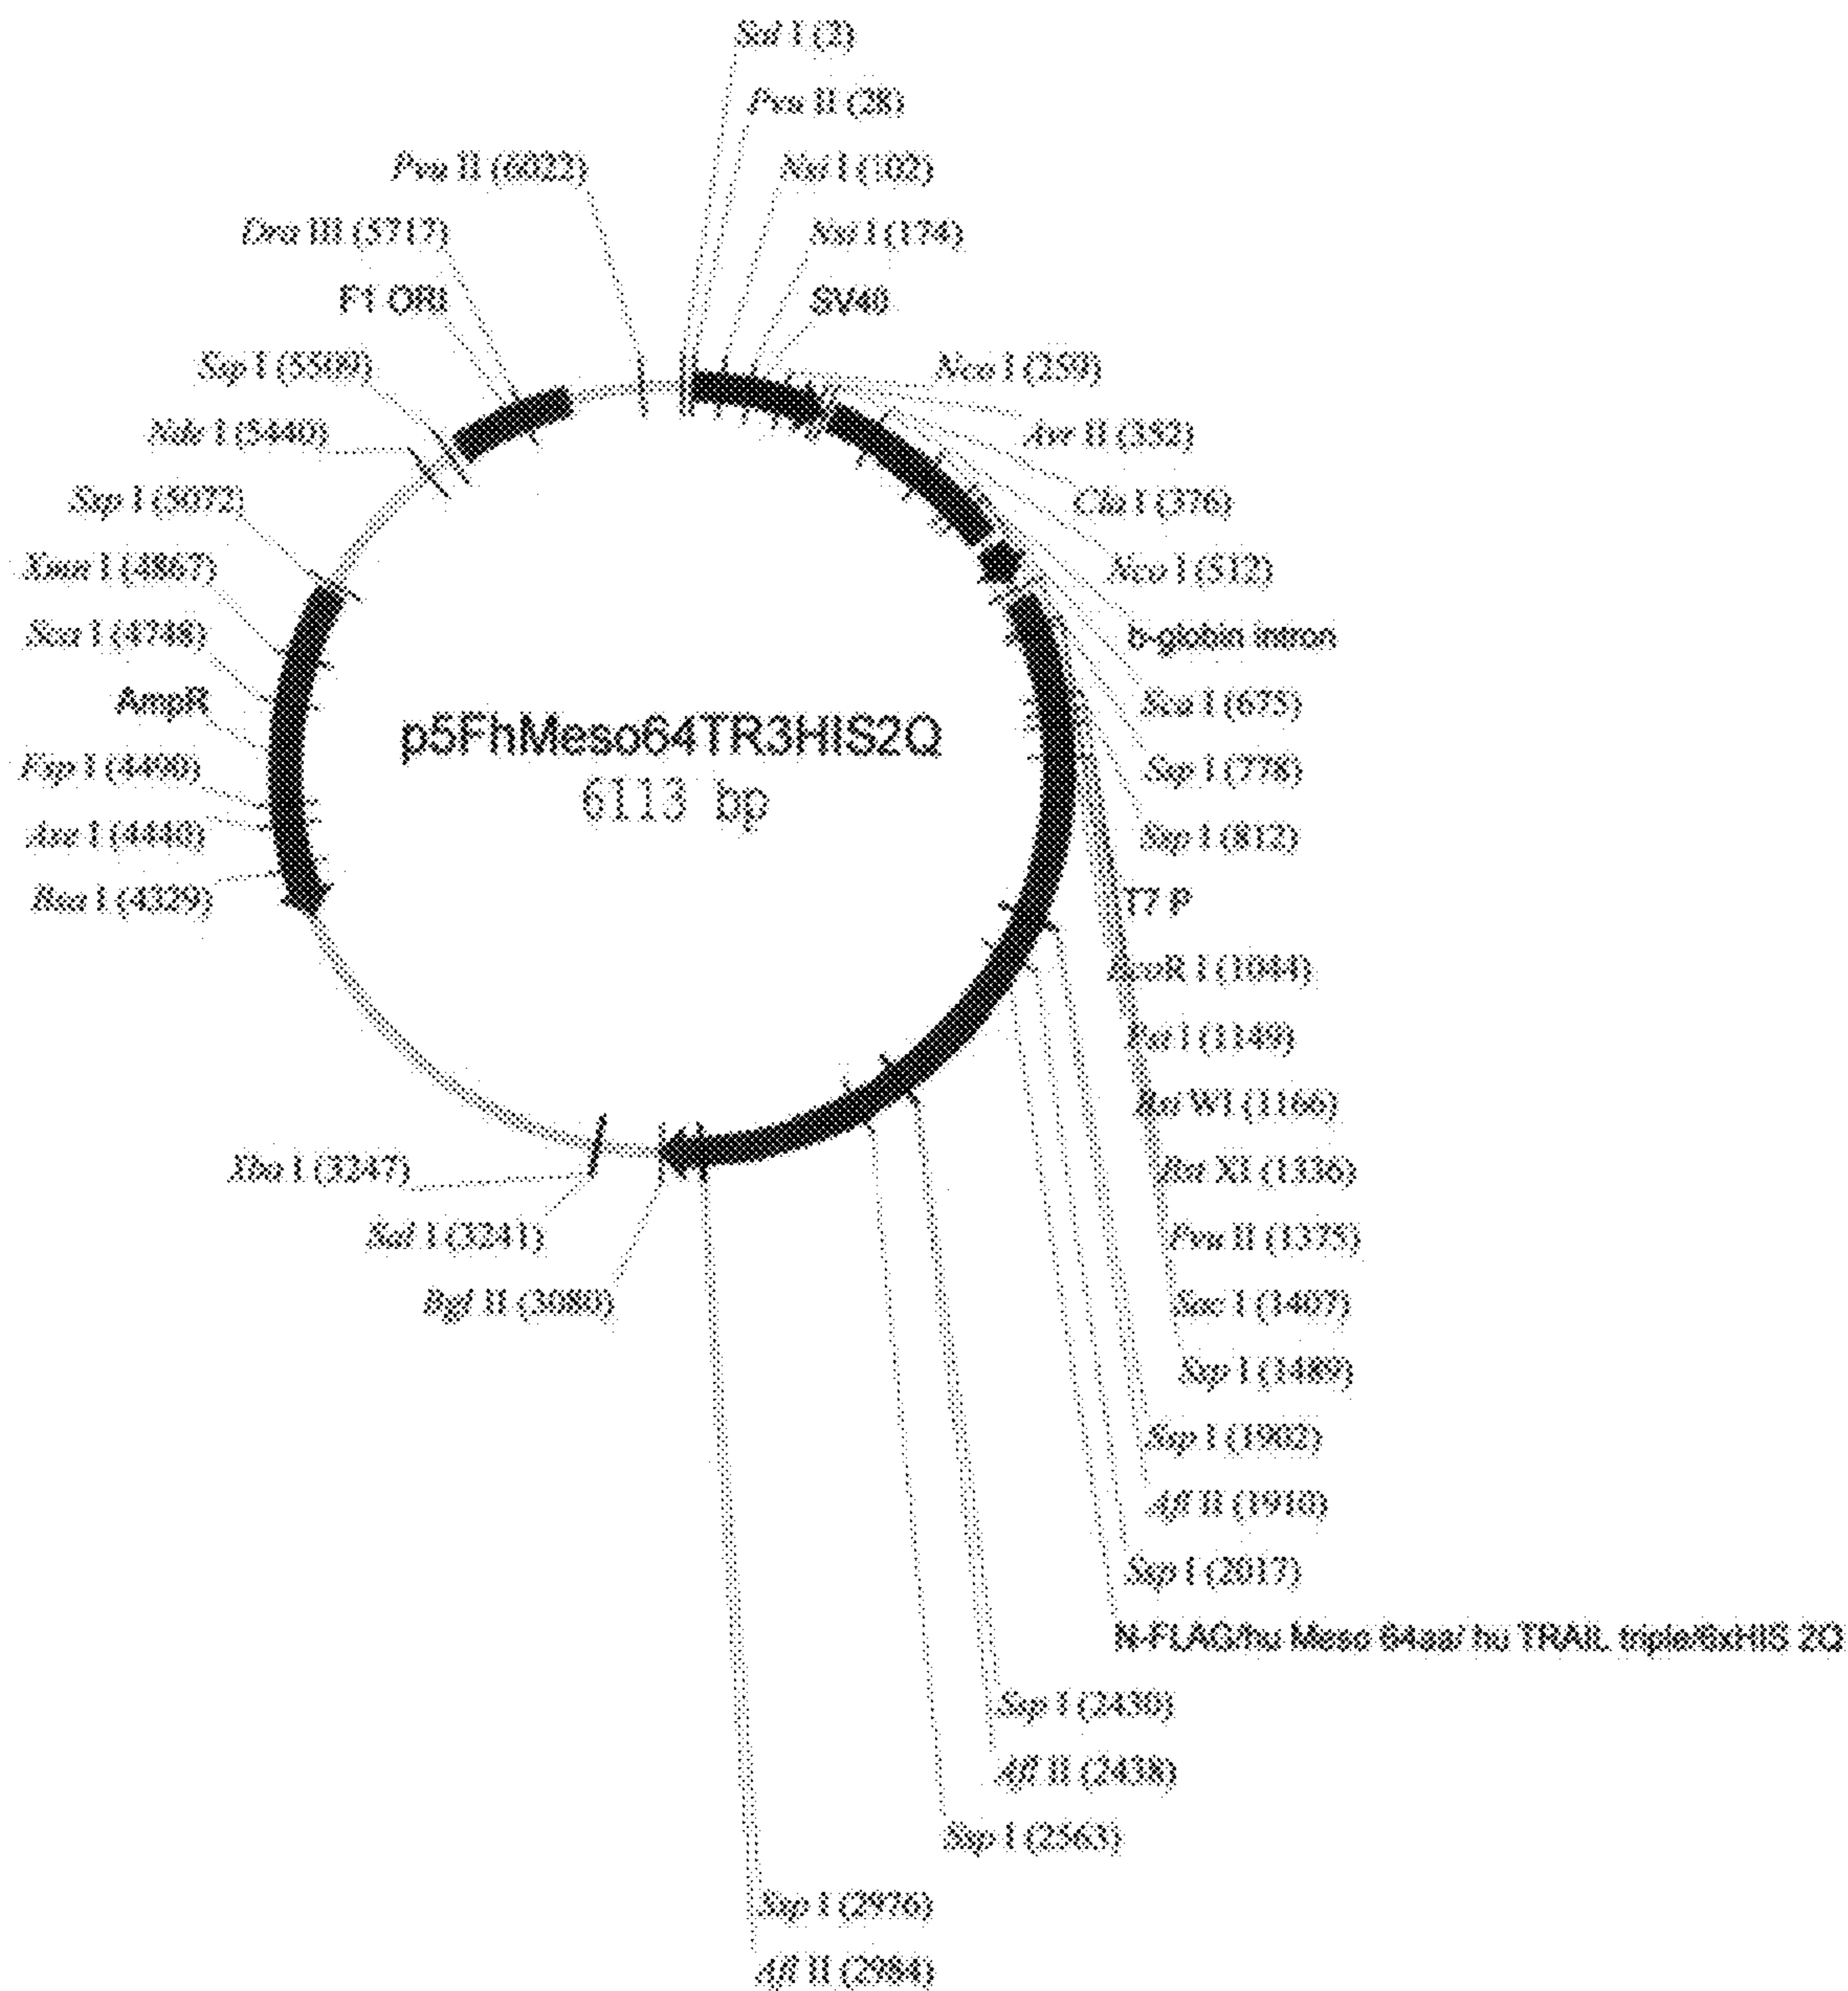 Sal I (2)
Pvu II (28)
Nsi I (102)
Nsi I (174)
SV40
Nco I (259)
Avr II (352)
Cla I (376)
Nco I (512)
b-globin intron
Sca I (675)
Ssp I (778)
Ssp I (812)
T7 P
EcoR I (1044)
Pst I (1149)
Bsi WI (1166)
Bst XI (1336)
Pvu II (1375)
Sac I (1407)
Ssp I (1489)
Ssp I (1902)
Afl II (1910)
Ssp I (2017)
N-FLAG/hu Meso 64aa/ hu TRAIL triple/6xHIS 2Q
Ssp I (2430)
Afl II (2438)
Ssp I (2563)
Ssp I (2976)
Afl II (2984)
Bgl II (3080)
Sal I (3241)
Xba I (3247)
Bsa I (4329)
Ase I (4440)
Fsp I (4490)
AmpR
Sca I (4748)
Xmn I (4867)
Ssp I (5072)
Nde I (5440)
Ssp I (5509)
F1 ORI
Dra III (5717)
Pvu II (6022)
p5FhMeso64TR3HIS2Q
6113 bp